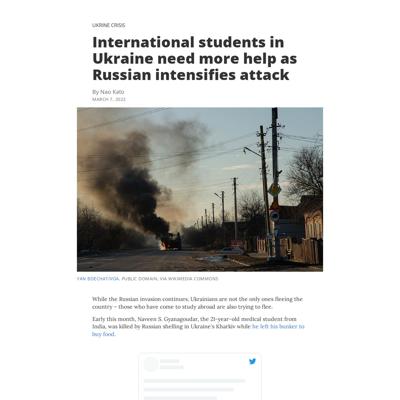 UKRINE CRISIS
International students in
Ukraine need more help as
Russian intensifies attack
By Nao Kato
MARCH 7, 2022
YAN BOECHAT/VOA, PUBLIC DOMAIN, VIA WIKIMEDIA COMMONS
While the Russian invasion continues, Ukrainians are not the only ones fleeing the
country – those who have come to study abroad are also trying to flee.
Early this month, Naveen S. Gyanagoudar, the 21-year-old medical student from
India, was killed by Russian shelling in Ukraine's Kharkiv while he left his bunker to
buy food.